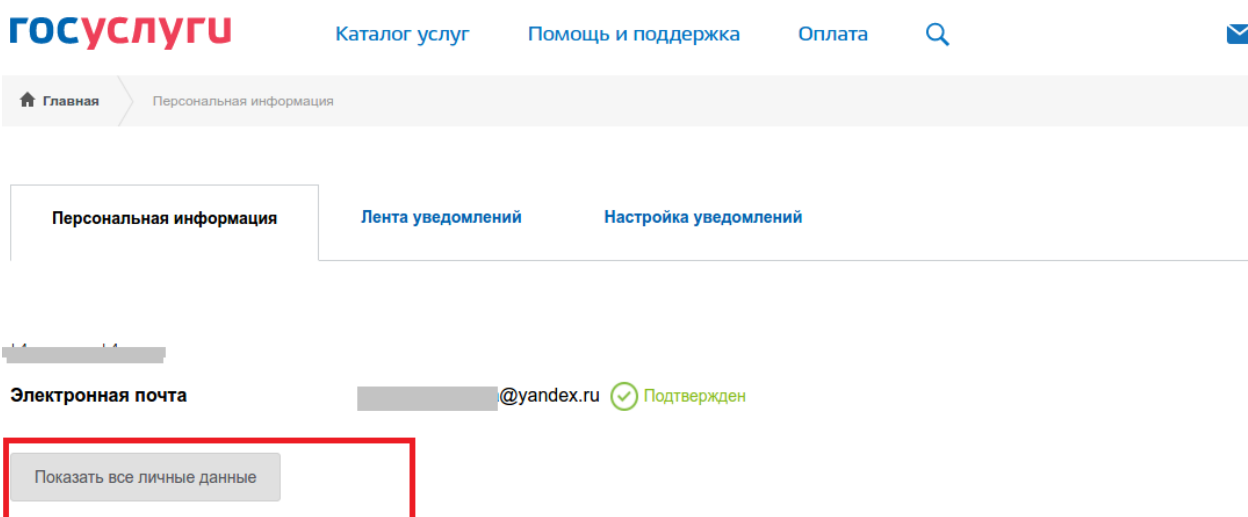 госуслуги Каталог услуг Помощь и поддержка Оплата
Главная Персональная информация
Персональная информация Лента уведомлений Настройка уведомлений
Электронная почта @yandex.ru Подтвержден
Показать все личные данные